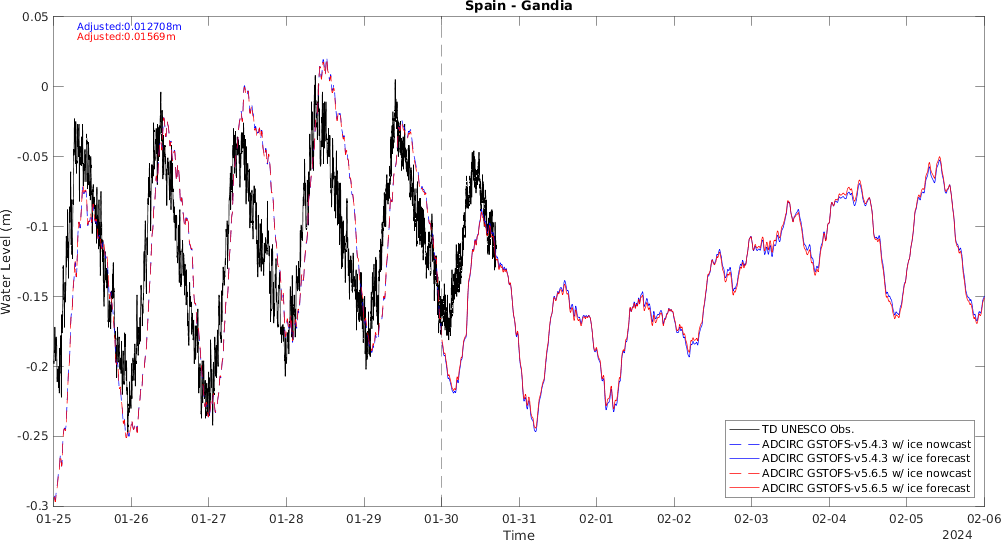 Spain - Gandia
Adjusted:0.012708m
Adjusted:0.01569m
0.05
0
-0.05
-0.1
-0.15
-0.2
-0.25
-0.3
Water Level (m)
TD UNESCO Obs.
ADCIRC GSTOFS-v5.4.3 w/ ice nowcast
ADCIRC GSTOFS-v5.4.3 w/ ice forecast
ADCIRC GSTOFS-v5.6.5 w/ ice nowcast
ADCIRC GSTOFS-v5.6.5 w/ ice forecast
01-25 01-26 01-27 01-28 01-29 01-30 01-31 02-01 02-02 02-03 02-04 02-05 02-06
Time
2024